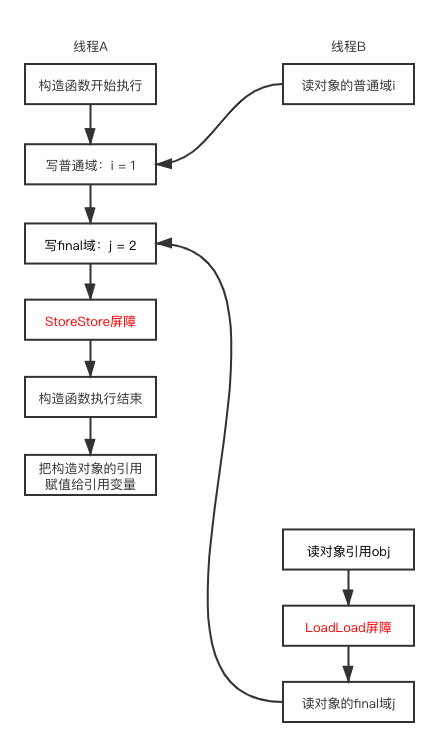 线程A
构造函数开始执行
写普通域：i = 1
写final域：j = 2
StoreStore屏障
构造函数执行结束
把构造对象的引用
赋值给引用变量
线程B
读对象的普通域i
读对象引用obj
LoadLoad屏障
读对象的final域j